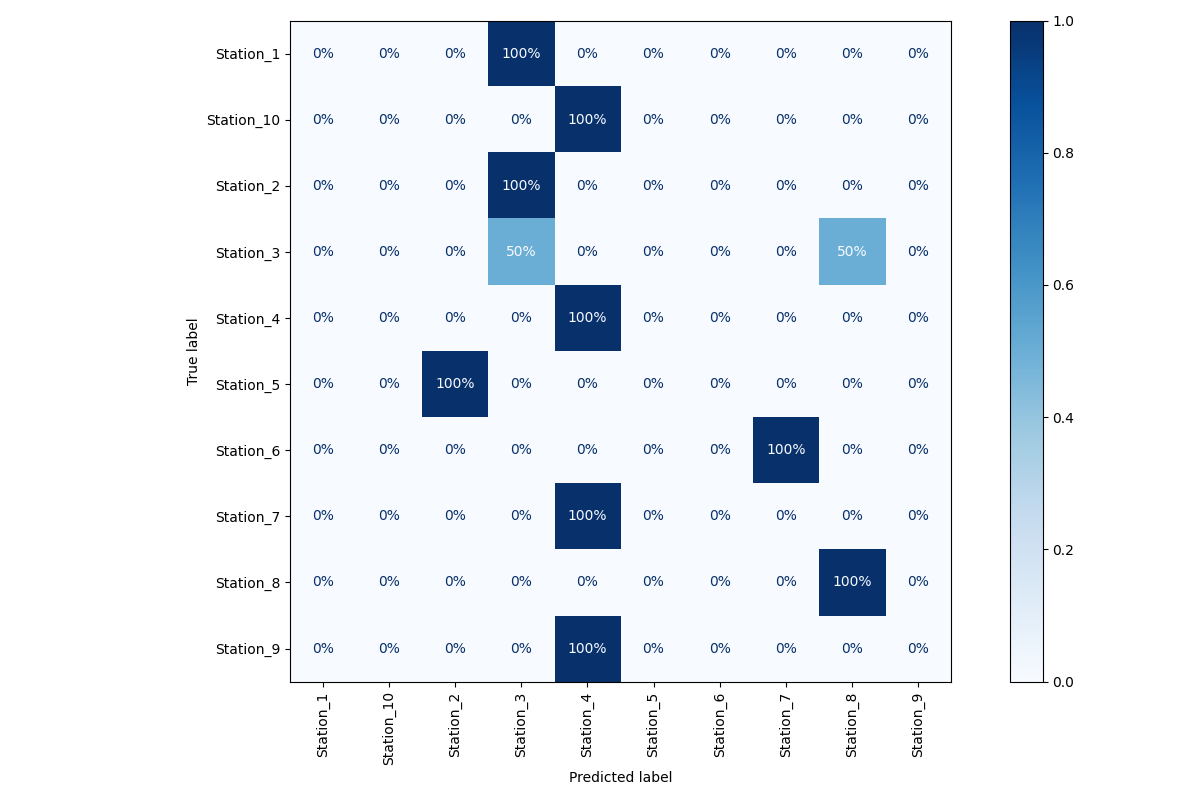 Station_1 0% 0% 0% 100% 0% 0% 0% 0% 0% 0%
Station_10 0% 0% 0% 0% 100% 0% 0% 0% 0% 0%
Station_2 0% 0% 0% 100% 0% 0% 0% 0% 0% 0%
Station_3 0% 0% 0% 50% 0% 0% 0% 0% 50% 0%
Station_4 0% 0% 0% 0% 100% 0% 0% 0% 0% 0%
Station_5 0% 0% 100% 0% 0% 0% 0% 0% 0% 0%
Station_6 0% 0% 0% 0% 0% 0% 0% 100% 0% 0%
Station_7 0% 0% 0% 0% 100% 0% 0% 0% 0% 0%
Station_8 0% 0% 0% 0% 0% 0% 0% 0% 100% 0%
Station_9 0% 0% 0% 0% 100% 0% 0% 0% 0% 0%
True label
Station_1
Station_10
Station_2
Station_3
Station_4
Station_5
Station_6
Station_7
Station_8
Station_9
Predicted label
1.0
0.8
0.6
0.4
0.2
0.0